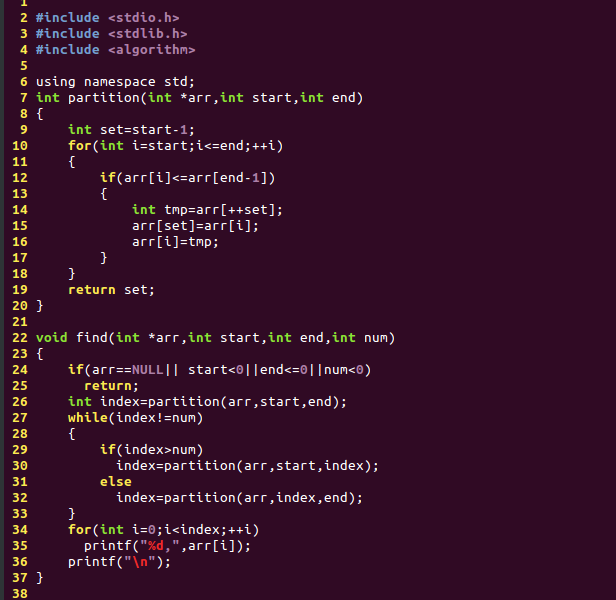 1
2 #include <stdio.h>
3 #include <stdlib.h>
4 #include <algorithm>
5
6 using namespace std;
7 int partition(int *arr,int start,int end)
8 {
9     int set=start-1;
10     for(int i=start;i<=end;++i)
11     {
12         if(arr[i]<=arr[end-1])
13         {
14             int tmp=arr[++set];
15             arr[set]=arr[i];
16             arr[i]=tmp;
17         }
18     }
19     return set;
20 }
21
22 void find(int *arr,int start,int end,int num)
23 {
24     if(arr==NULL|| start<0||end<=0||num<0)
25       return;
26     int index=partition(arr,start,end);
27     while(index!=num)
28     {
29         if(index>num)
30           index=partition(arr,start,index);
31         else
32           index=partition(arr,index,end);
33     }
34     for(int i=0;i<index;++i)
35       printf("%d,",arr[i]);
36     printf("\n");
37 }
38